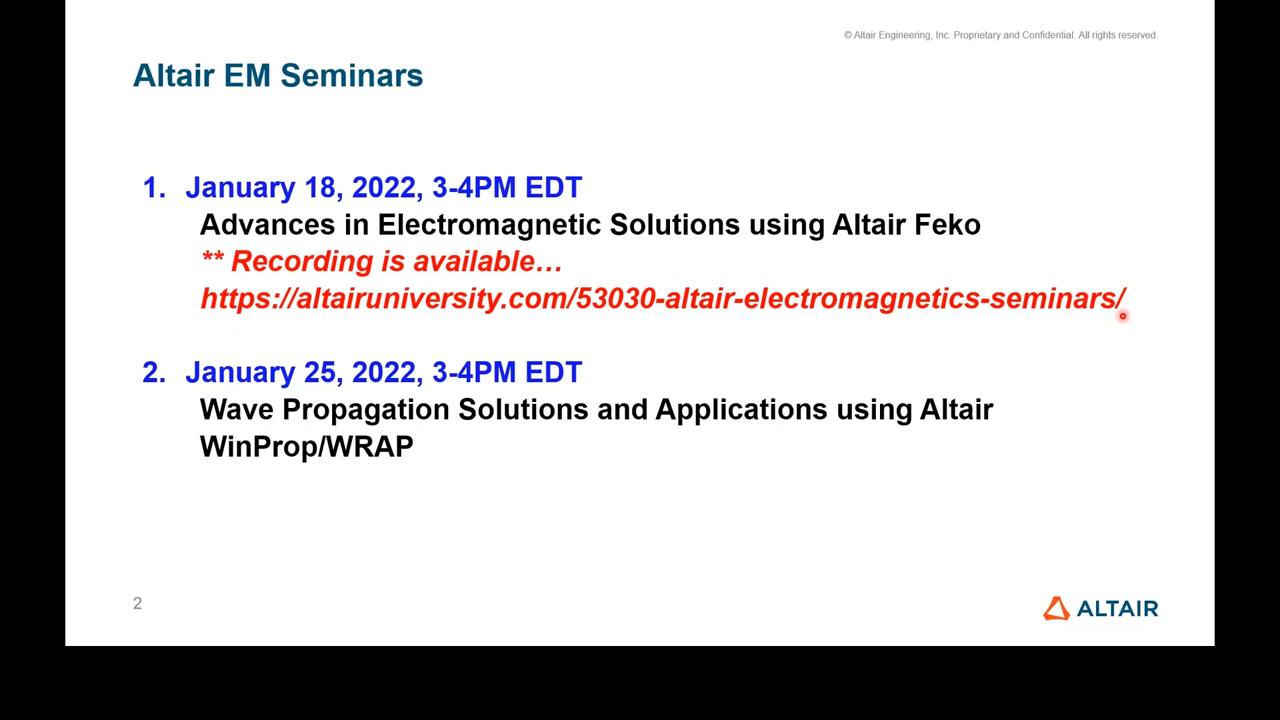 © Altair Engineering, Inc. Proprietary and Confidential. All rights reserved.
Altair EM Seminars
1. January 18, 2022, 3-4PM EDT
Advances in Electromagnetic Solutions using Altair Feko
** Recording is available…
https://altairuniversity.com/53030-altair-electromagnetics-seminars/
2. January 25, 2022, 3-4PM EDT
Wave Propagation Solutions and Applications using Altair
WinProp/WRAP
2
ALTAIR